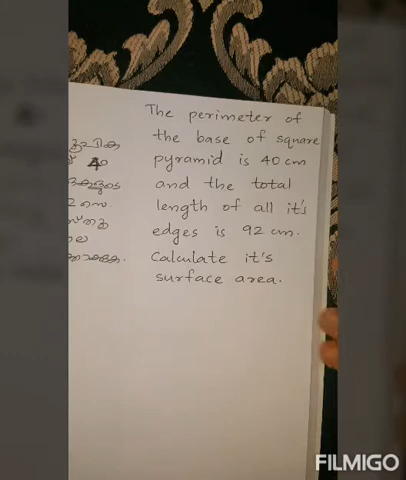 The perimeter of
the base of square
pyramid is 40 cm
and the total
length of all it's
edges is 92 cm.
Calculate it's
surface area.
40
FILMIGO